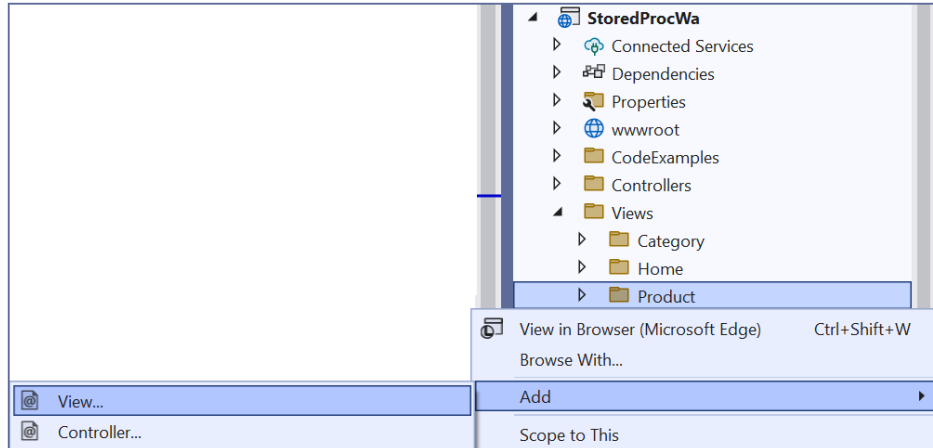 StoredProcWa
Connected Services
Dependencies
Properties
wwwroot
CodeExamples
Controllers
Views
Category
Home
Product
View in Browser (Microsoft Edge) Ctrl+Shift+W
Browse With...
Add
View...
Controller...
Scope to This